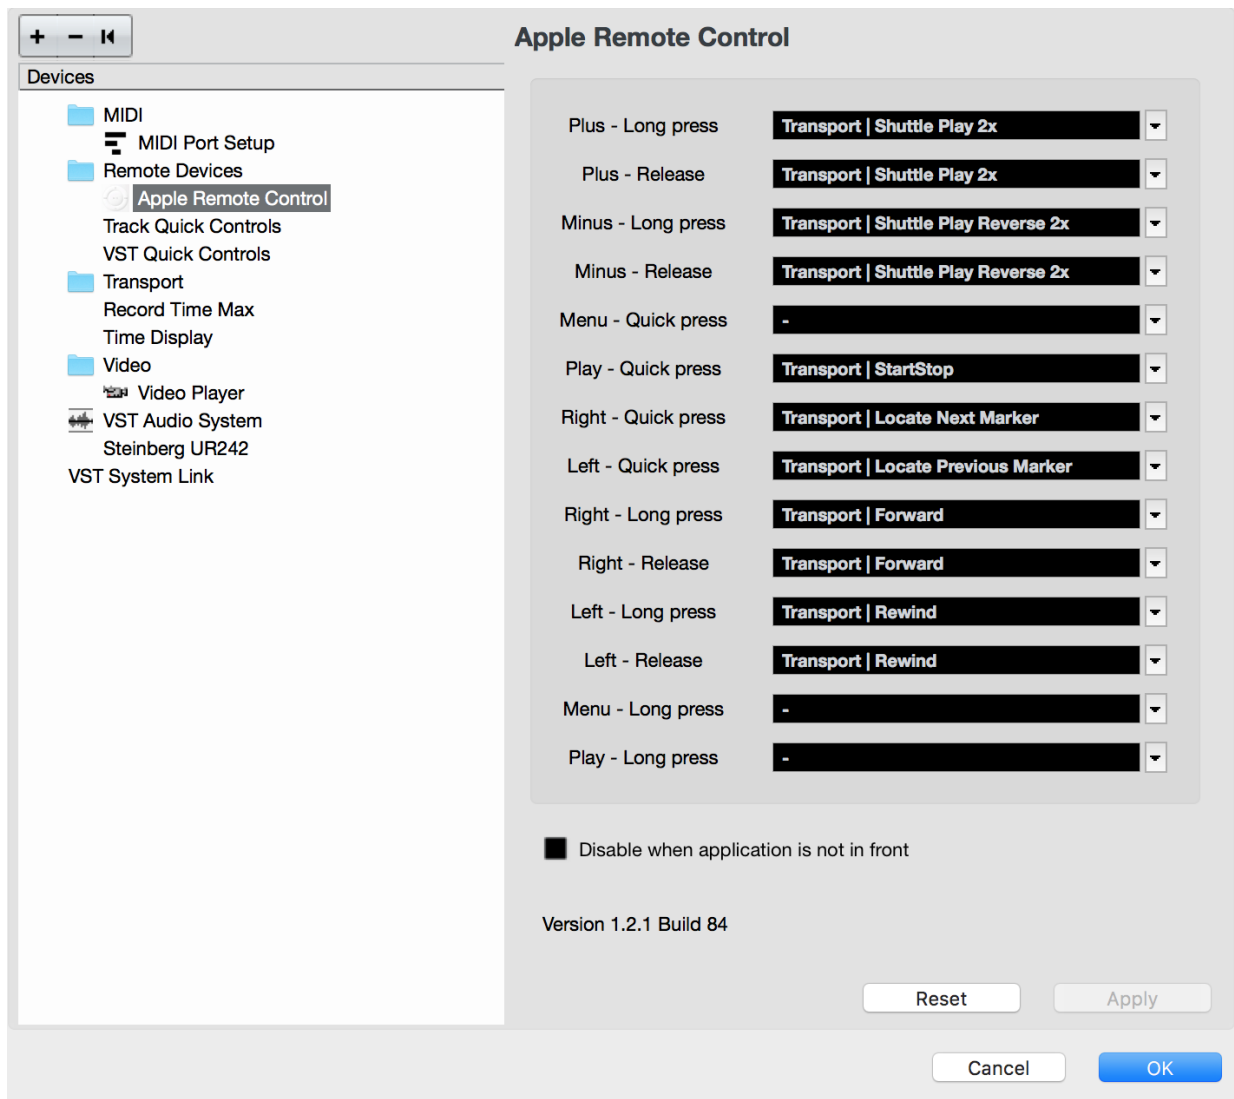 Apple Remote Control
Devices
MIDI
MIDI Port Setup
Remote Devices
Apple Remote Control
Track Quick Controls
VST Quick Controls
Transport
Record Time Max
Time Display
Video
Video Player
VST Audio System
Steinberg UR242
VST System Link
Plus - Long press Transport | Shuttle Play 2x
Plus - Release Transport | Shuttle Play 2x
Minus - Long press Transport | Shuttle Play Reverse 2x
Minus - Release Transport | Shuttle Play Reverse 2x
Menu - Quick press -
Play - Quick press Transport | StartStop
Right - Quick press Transport | Locate Next Marker
Left - Quick press Transport | Locate Previous Marker
Right - Long press Transport | Forward
Right - Release Transport | Forward
Left - Long press Transport | Rewind
Left - Release Transport | Rewind
Menu - Long press -
Play - Long press -
Disable when application is not in front
Version 1.2.1 Build 84
Reset Apply
Cancel OK